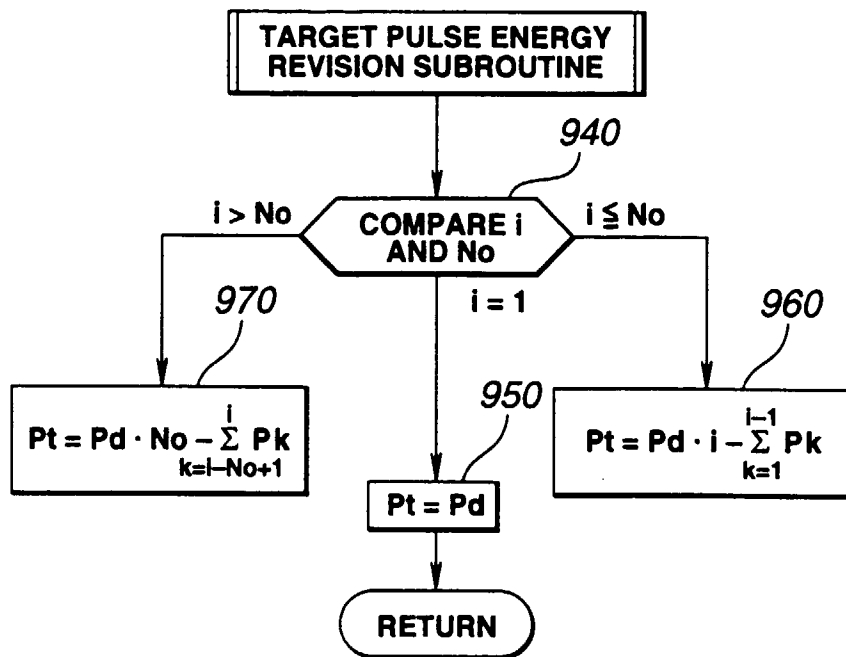 TARGET PULSE ENERGY
REVISION SUBROUTINE
940
i > No
COMPARE i
AND No
i ≦ No
i = 1
970
960
Pt = Pd · No – Σ Pk
i
k=i–No+1
950
Pt = Pd · i – Σ Pk
i–1
k=1
Pt = Pd
RETURN